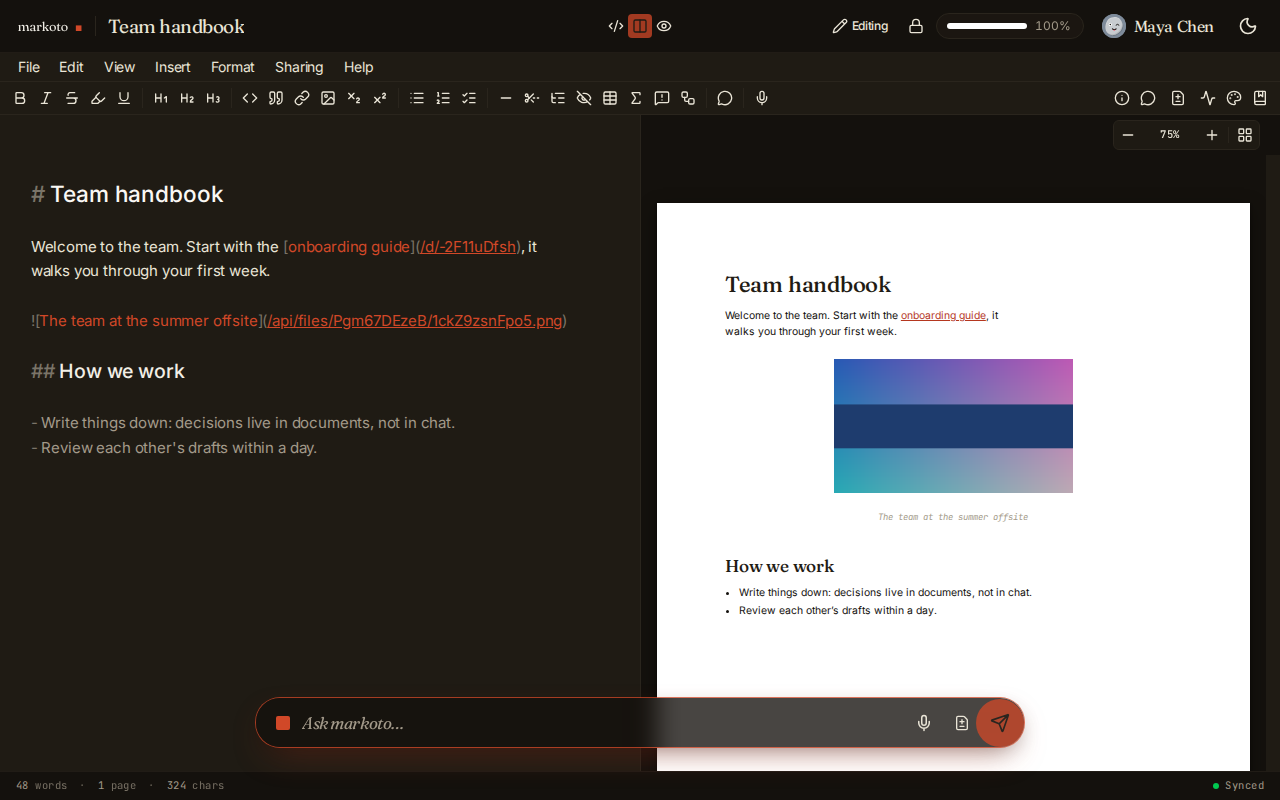 markoto
Team handbook
Editing
100%
Maya Chen
File Edit View Insert Format Sharing Help
H1 H2 H3
75%
# Team handbook
Welcome to the team. Start with the [onboarding guide](/d/-2F11uDfsh), it
walks you through your first week.
![The team at the summer offsite](/api/files/Pgm67DEzeB/1ckZ9zsnFpo5.png)
## How we work
- Write things down: decisions live in documents, not in chat.
- Review each other's drafts within a day.
Team handbook
Welcome to the team. Start with the onboarding guide, it
walks you through your first week.
The team at the summer offsite
How we work
• Write things down: decisions live in documents, not in chat.
• Review each other's drafts within a day.
Ask markoto...
48 words · 1 page · 324 chars
Synced